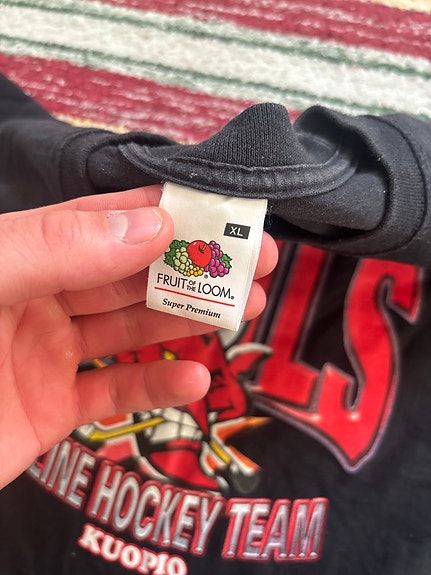 XL
FRUIT OF THE LOOM®
Super Premium
LS
LINE HOCKEY TEAM
KUOPIO